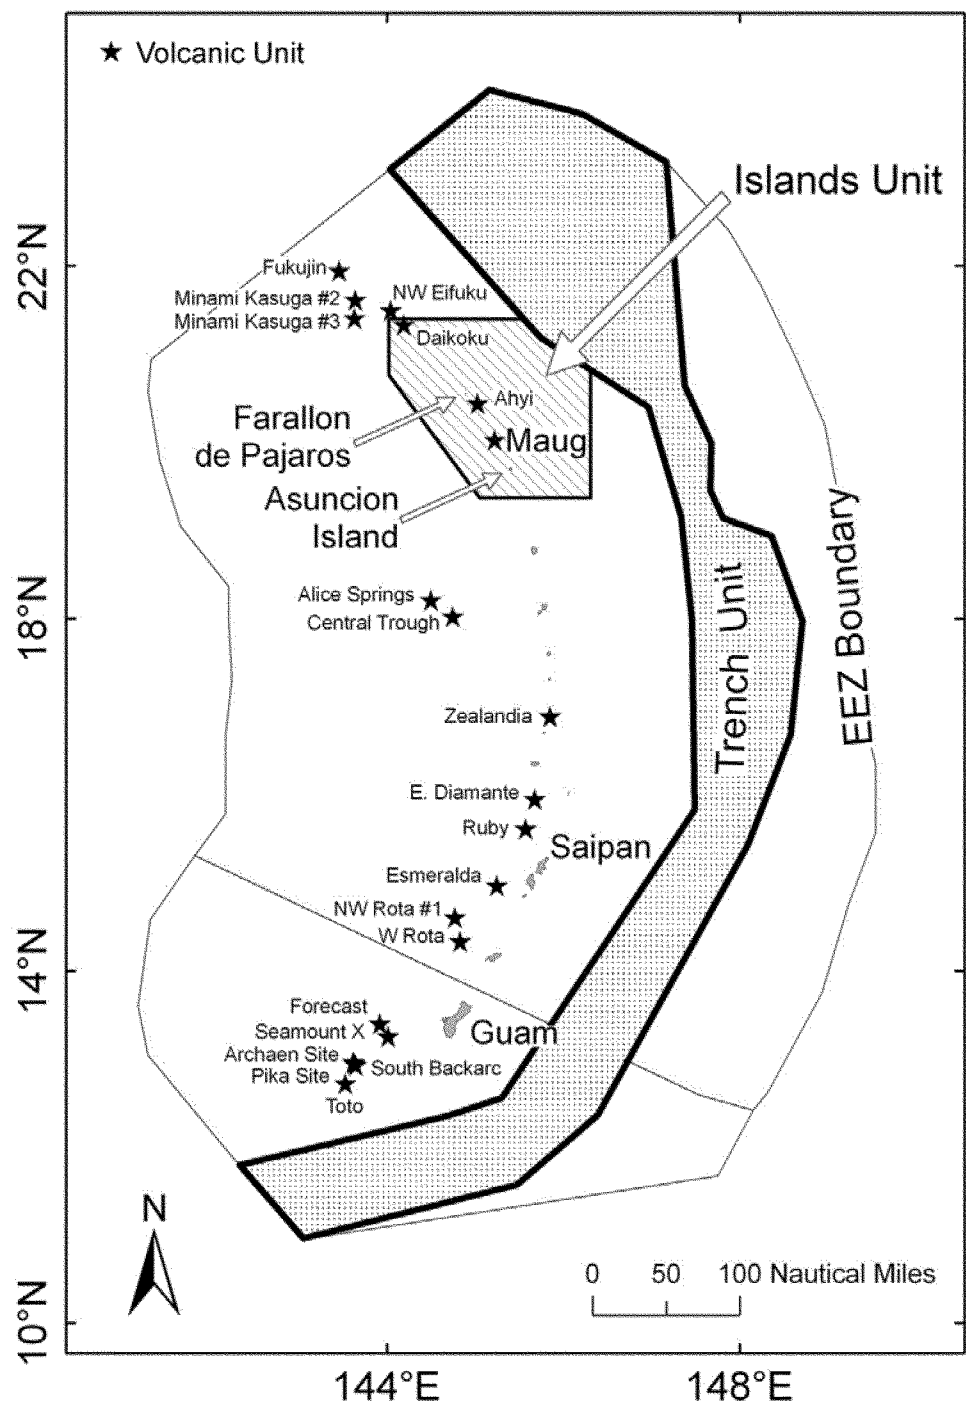 ★ Volcanic Unit
Islands Unit
22°N
Fukujin
Minami Kasuga #2
NW Eifuku
Minami Kasuga #3
Daikoku
Ahyi
Farallon
de Pajaros
Maug
Asuncion
Island
EEZ Boundary
Trench Unit
18°N
Alice Springs
Central Trough
Zealandia
E. Diamante
Ruby
Saipan
Esmeralda
NW Rota #1
W Rota
14°N
Forecast
Seamount X
Guam
Archaen Site
South Backarc
Pika Site
Toto
N
0 50 100 Nautical Miles
10°N
144°E 148°E